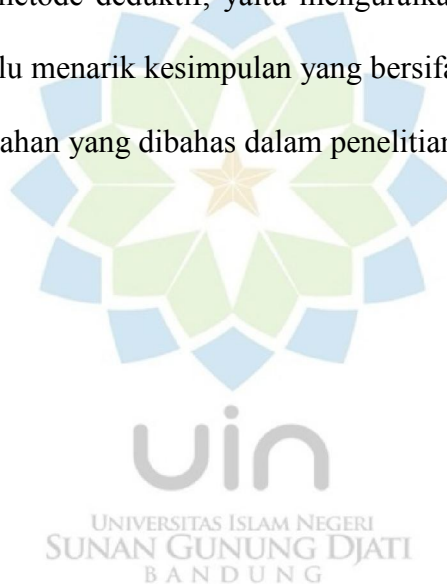 metode deduktif, yaitu menguraikan
lu menarik kesimpulan yang bersifa
ahan yang dibahas dalam penelitian
uin
UNIVERSITAS ISLAM NEGERI
SUNAN GUNUNG DJATI
BANDUNG